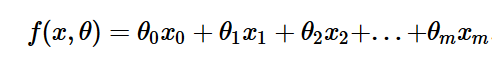 f(x, θ) = θ₀x₀ + θ₁x₁ + θ₂x₂+…+θₘxₘ